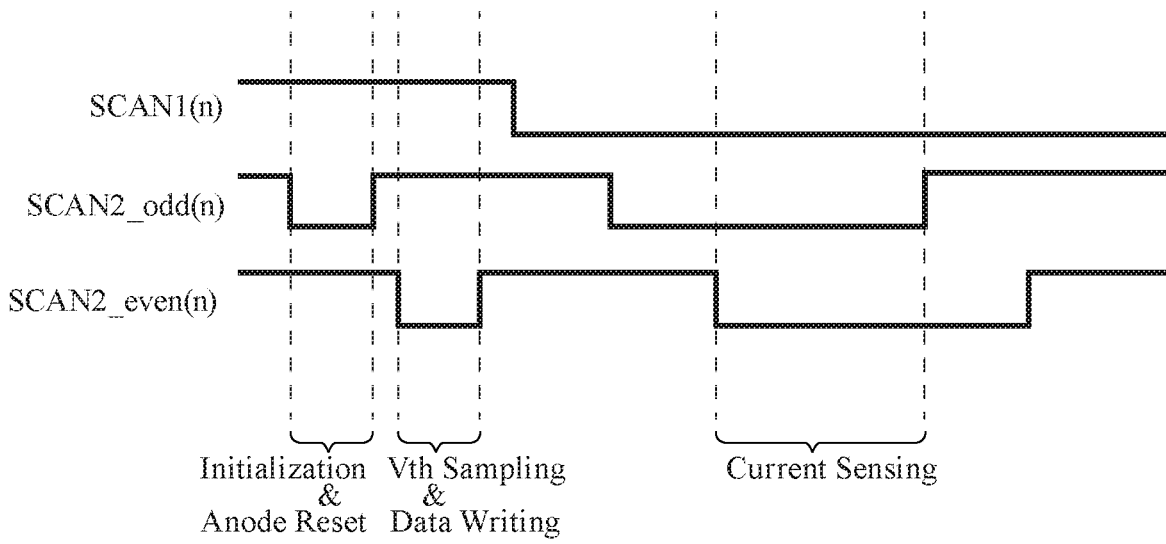 SCAN1(n)
SCAN2_odd(n)
SCAN2_even(n)
Initialization
&
Anode Reset
Vth Sampling
&
Data Writing
Current Sensing